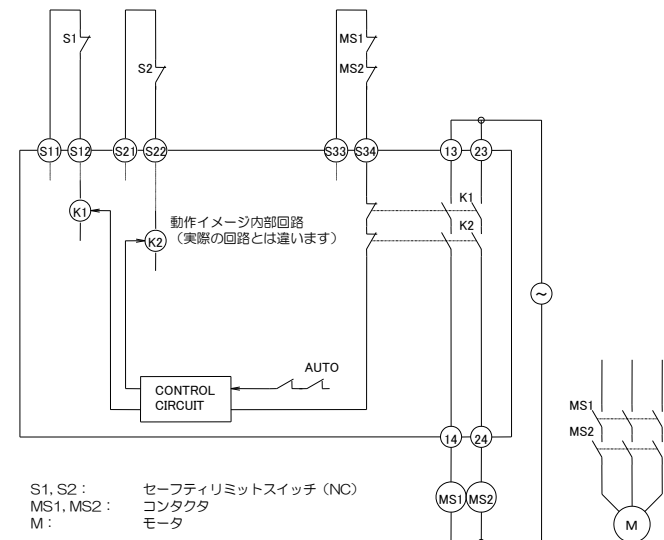 S1
S2
MS1
MS2
S11 S12 S21 S22 S33 S34 13 23
K1
K2
動作イメージ内部回路
（実際の回路とは違います）
K1
K2
~
AUTO
CONTROL
CIRCUIT
MS1
MS2
14 24
MS1 MS2
M
S1, S2： セーフティリミットスイッチ（NC）
MS1, MS2： コンタクタ
M： モータ